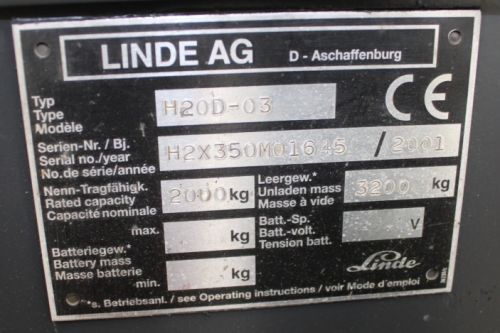 LINDE AG D - Aschaffenburg
Typ
Type
Modèle
H20D-03
CE
Serien-Nr. / Bj.
Serial no./year
No. de série/année
H2X350M01645 / 2001
Nenn-Tragfähigk.
Rated capacity
Capacité nominale
2000 kg
Leergew.*
Unladen mass
Masse à vide
3200 kg
max. kg
Batt.-Sp.
Batt.-volt.
Tension batt.
V
Batteriegew.*
Battery mass
Masse batterie
min. kg
Linde
*s. Betriebsanl. / see Operating instructions / voir Mode d'emploi